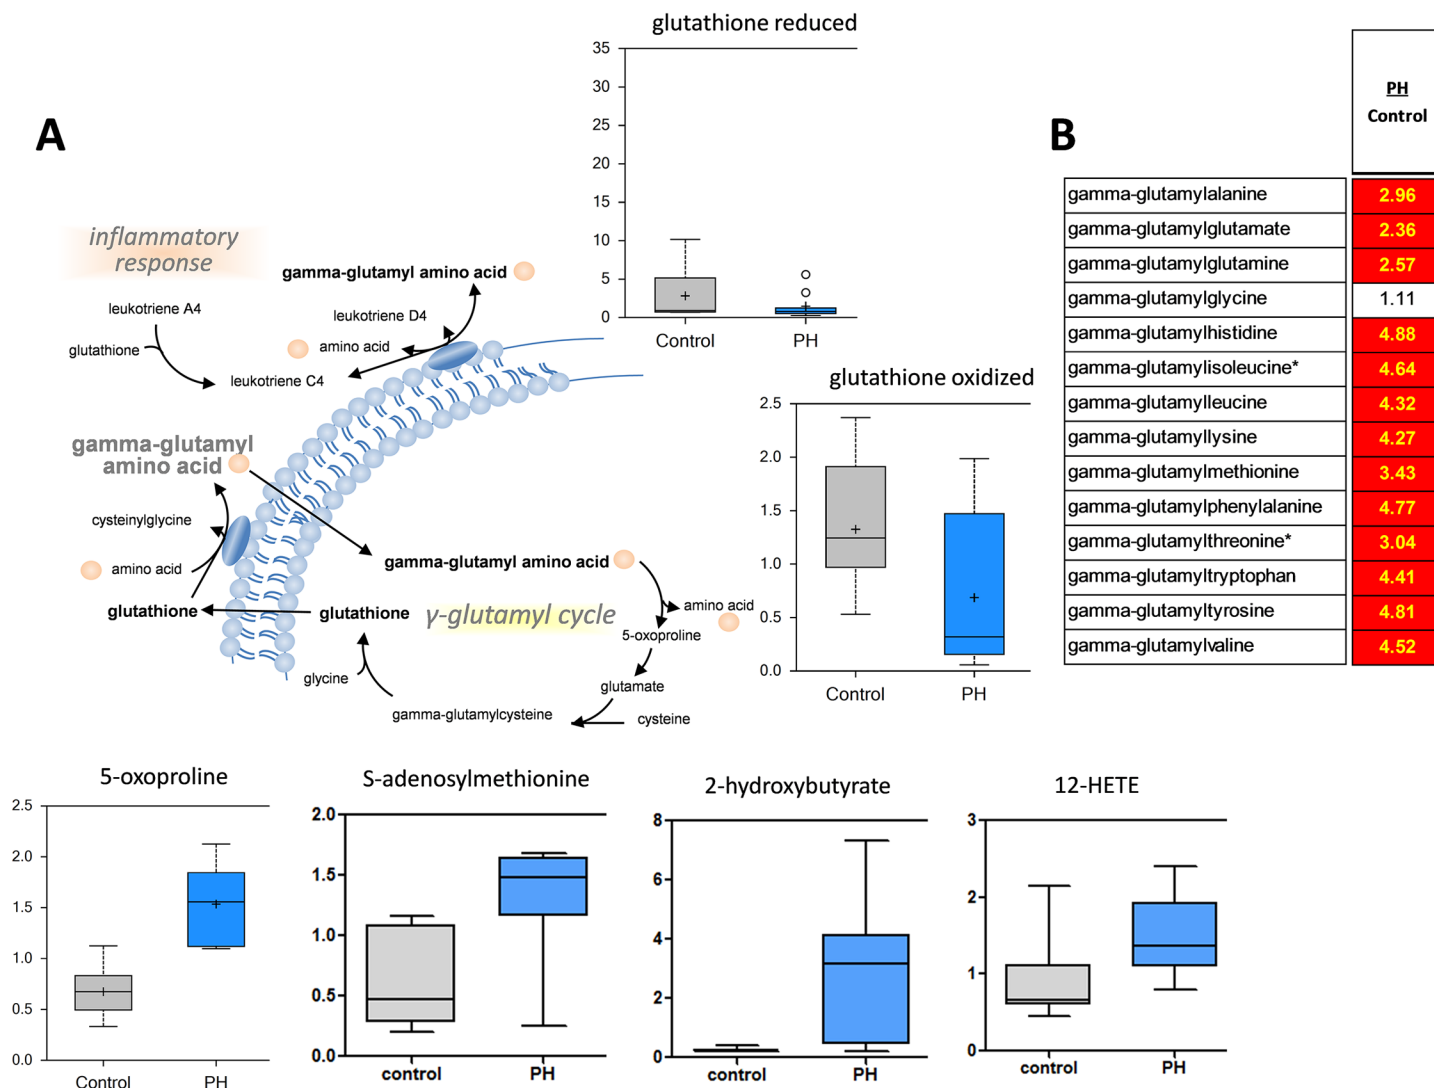 A
glutathione reduced
35
30
25
20
15
10
5
0
Control
PH
inflammatory
response
leukotriene A4
glutathione
leukotriene C4
gamma-glutamyl amino acid
leukotriene D4
amino acid
gamma-glutamyl
amino acid
cysteinylglycine
amino acid
glutathione
glutathione
γ-glutamyl cycle
gamma-glutamyl amino acid
amino acid
5-oxoproline
glutamate
cysteine
gamma-glutamylcysteine
glycine
glutathione oxidized
2.5
2.0
1.5
1.0
0.5
0.0
Control
PH
B
PH
Control
gamma-glutamylalanine 2.96
gamma-glutamylglutamate 2.36
gamma-glutamylglutamine 2.57
gamma-glutamylglycine 1.11
gamma-glutamylhistidine 4.88
gamma-glutamylisoleucine* 4.64
gamma-glutamylleucine 4.32
gamma-glutamyllysine 4.27
gamma-glutamylmethionine 3.43
gamma-glutamylphenylalanine 4.77
gamma-glutamylthreonine* 3.04
gamma-glutamyltryptophan 4.41
gamma-glutamyltyrosine 4.81
gamma-glutamylvaline 4.52
5-oxoproline
2.5
2.0
1.5
1.0
0.5
0.0
Control
PH
S-adenosylmethionine
2.0
1.5
1.0
0.5
0.0
control
PH
2-hydroxybutyrate
8
6
4
2
0
control
PH
12-HETE
3
2
1
0
control
PH